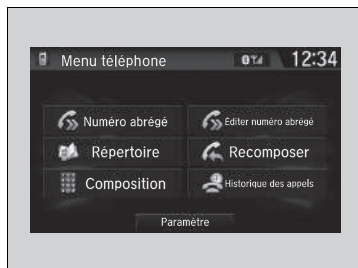 Menu téléphone 12:34
Numéro abrégé Éditer numéro abrégé
Répertoire Recomposer
Composition Historique des appels
Paramètre